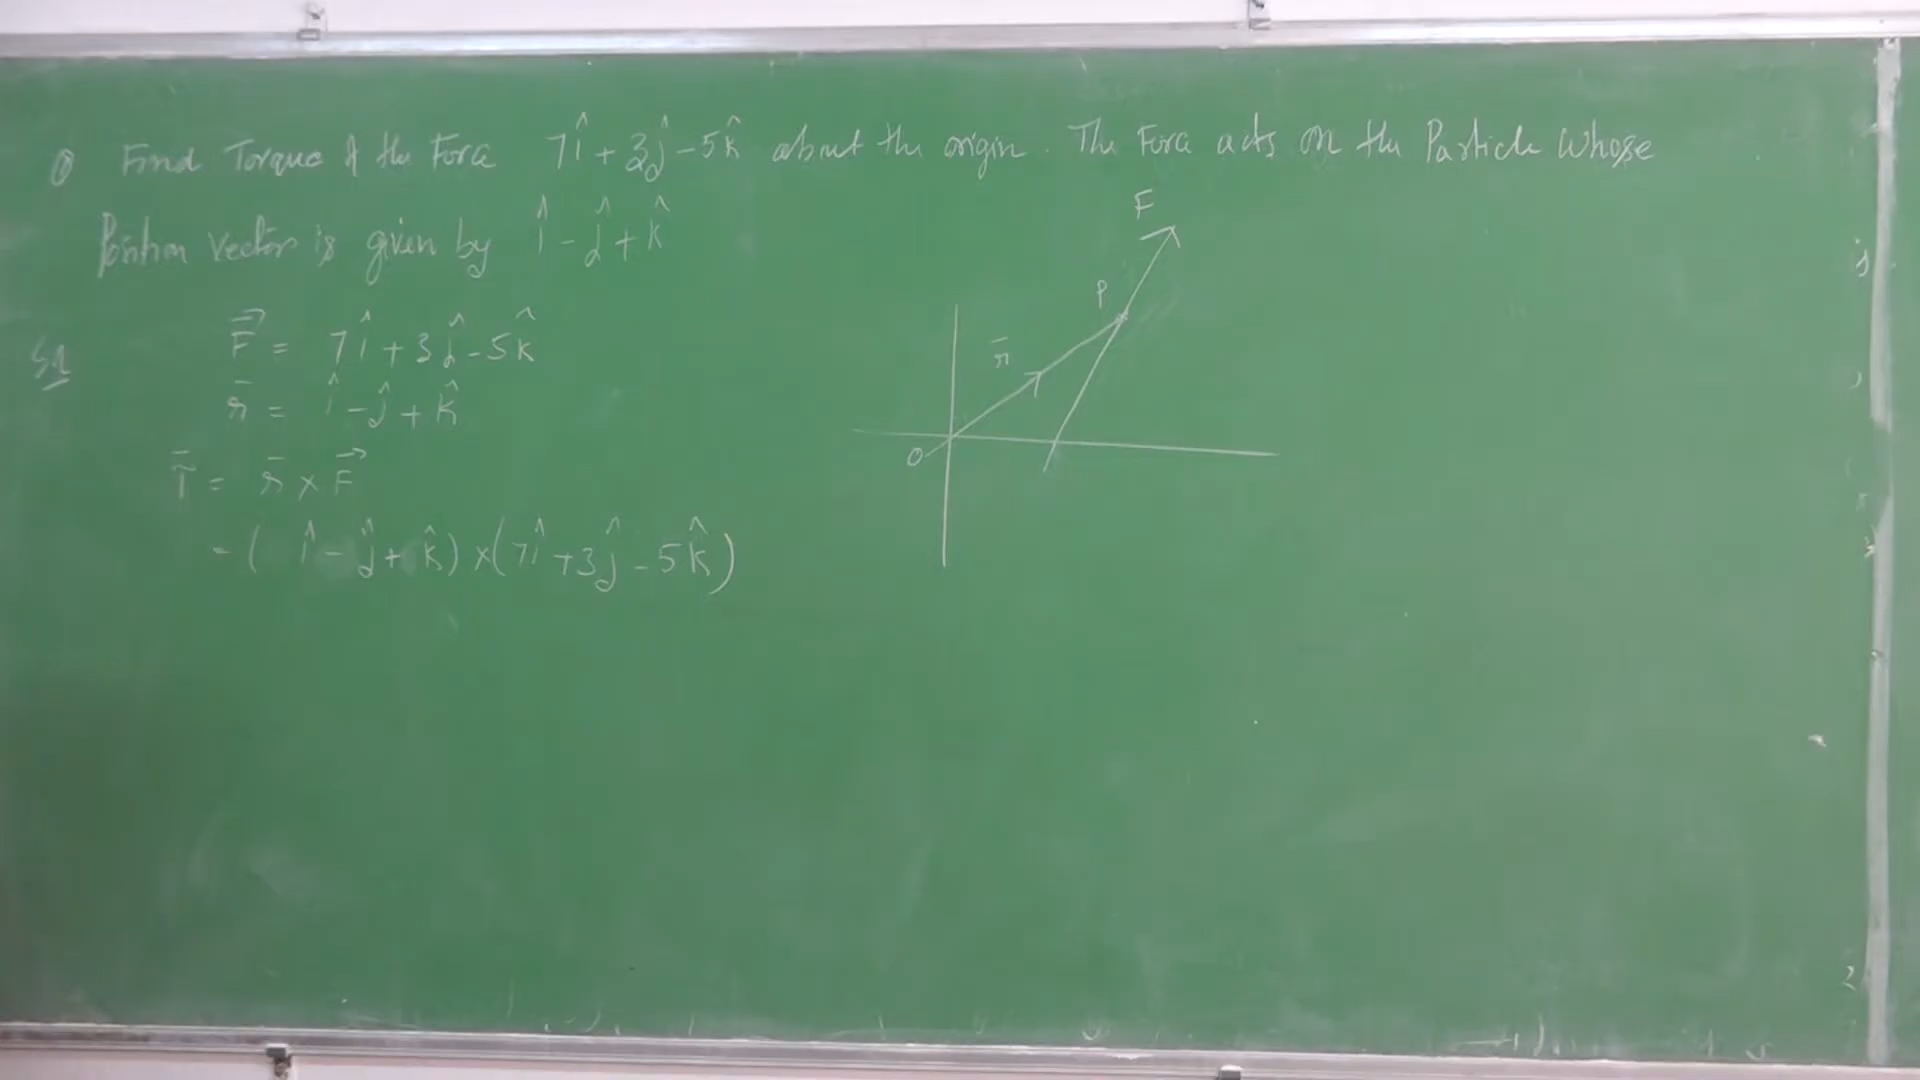 Q Find Torque of the Force 7î + 3ĵ - 5k̂ about the origin. The Force acts on the Particle whose
Position vector is given by î - ĵ + k̂
F
P
Sol
F⃗ = 7î + 3ĵ - 5k̂
r̄
r̄ = î - ĵ + k̂
O
τ̄ = r̄ × F⃗
= ( î - ĵ + k̂ ) × ( 7î + 3ĵ - 5k̂ )
2